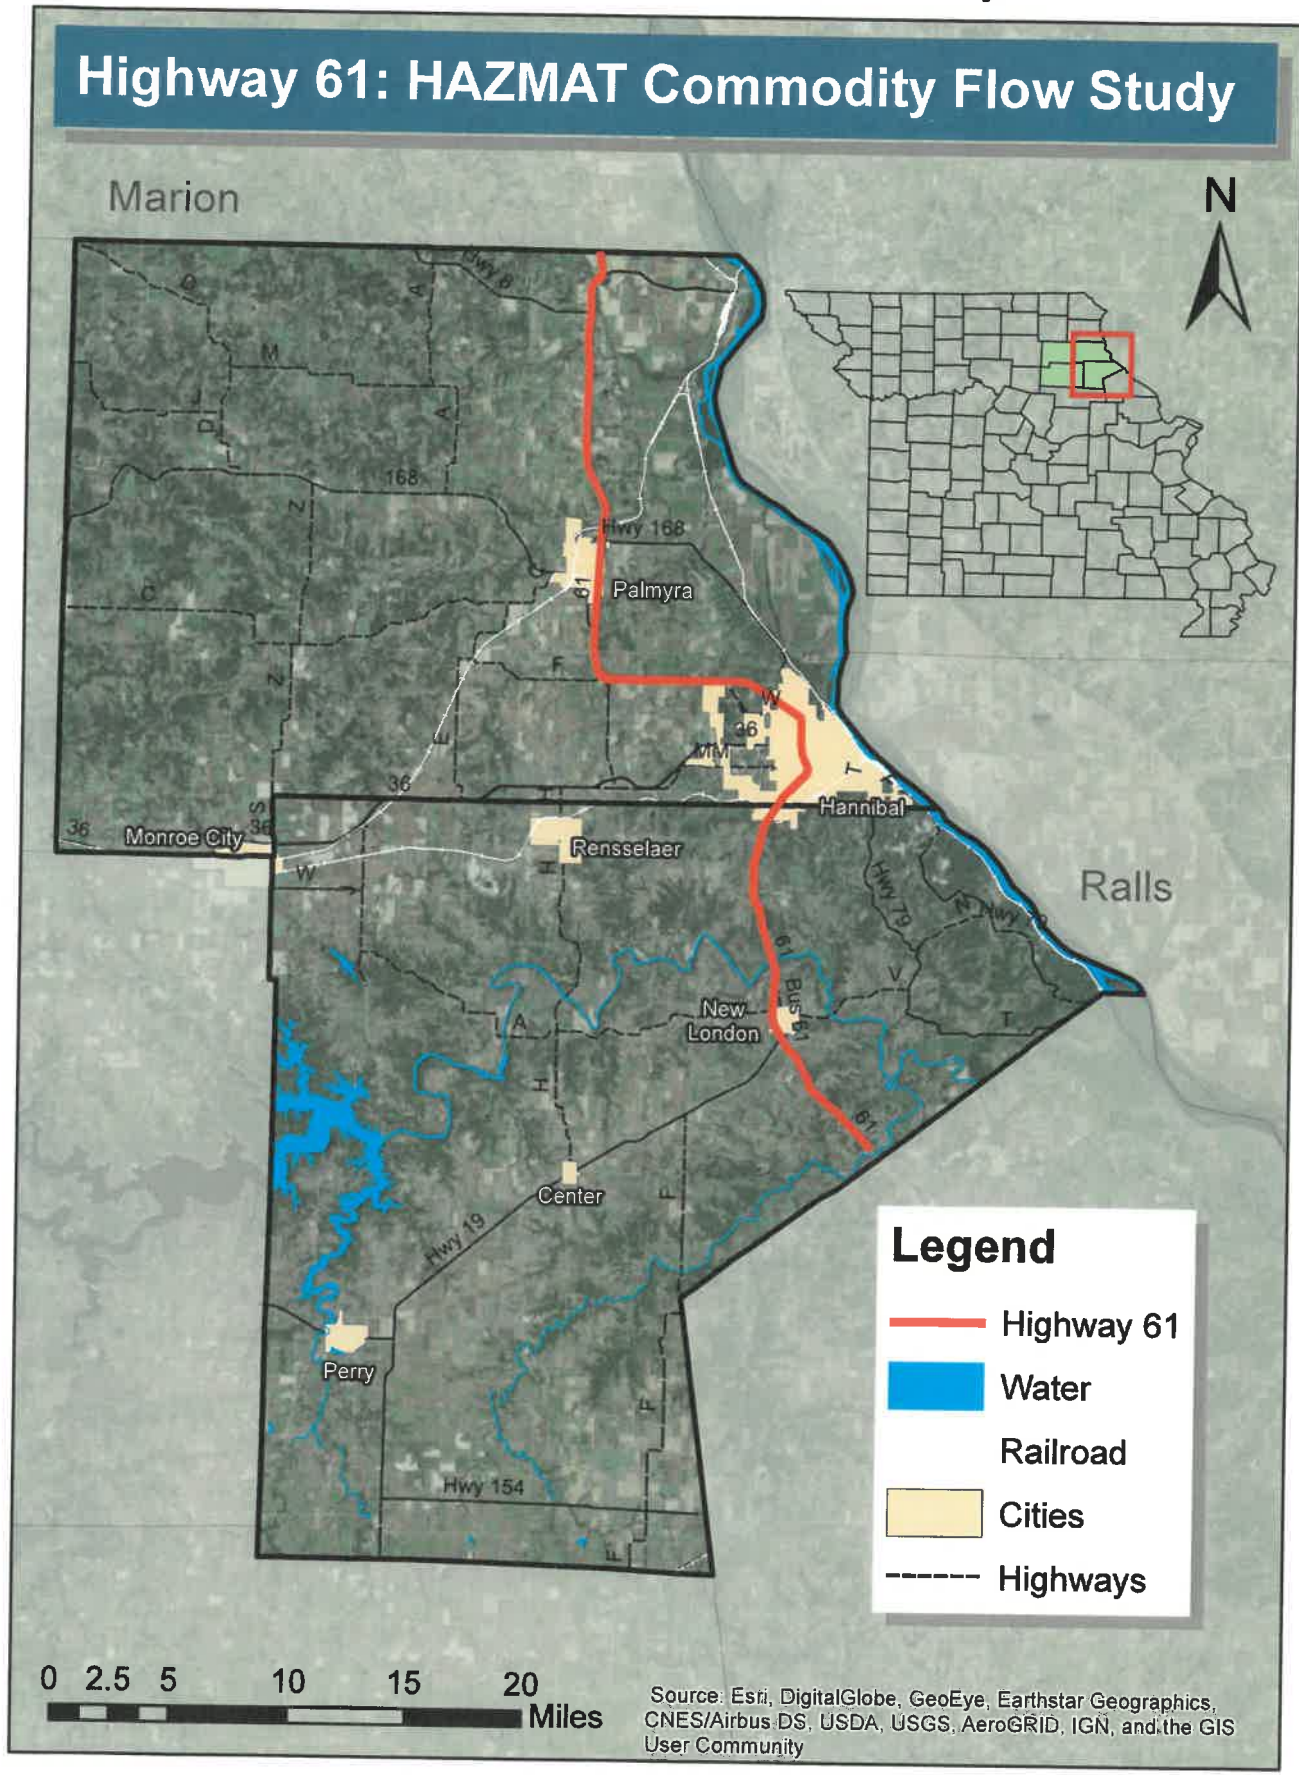 Highway 61: HAZMAT Commodity Flow Study
Marion
N
Hwy 6
D
A
M
D
A
168
Z
Hwy 168
C
61
Palmyra
F
Z
W
36
E
MM
T
36
Hannibal
S
36
36
Monroe City
H
Rensselaer
W
H
Hwy 79
Ralls
N
Hwy
61
V
Bus 61
New
London
A
T
H
61
Center
F
Hwy 19
Legend
Highway 61
Perry
Water
F
Railroad
Hwy 154
Cities
F
Highways
0 2.5 5 10 15 20
Miles
Source: Esri, DigitalGlobe, GeoEye, Earthstar Geographics,
CNES/Airbus DS, USDA, USGS, AeroGRID, IGN, and the GIS
User Community